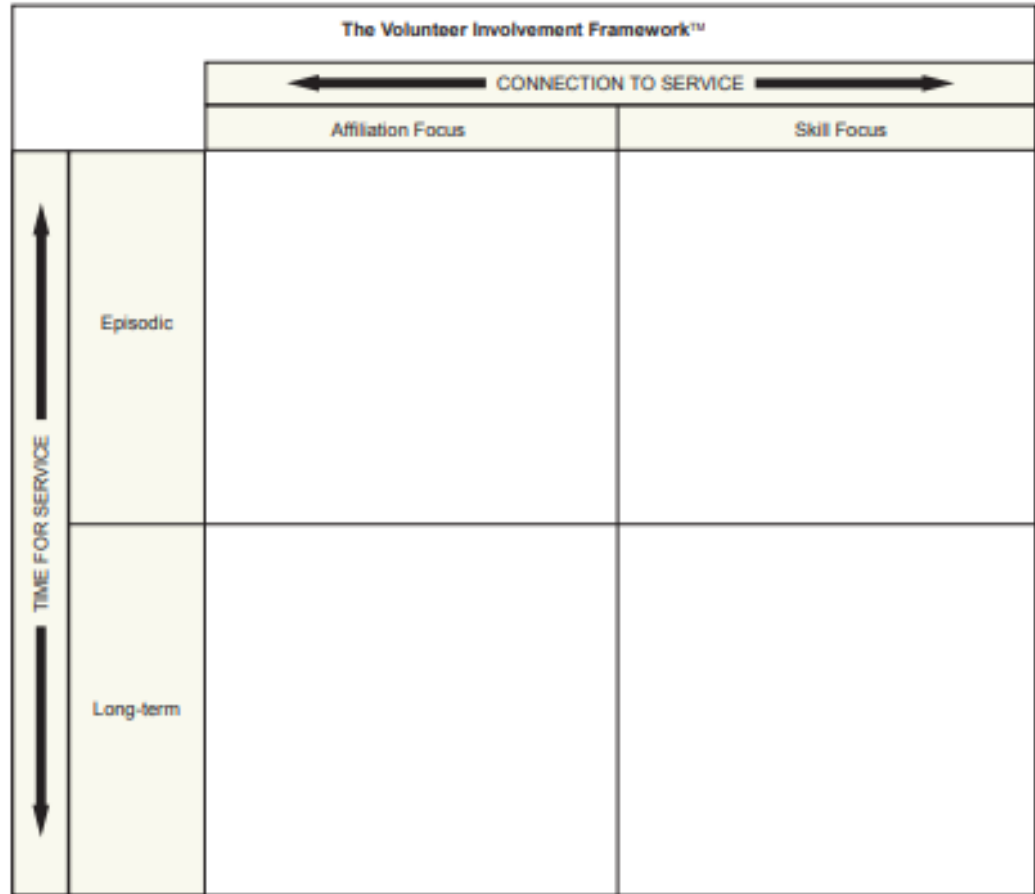 The Volunteer Involvement Framework™
CONNECTION TO SERVICE
Affiliation Focus
Skill Focus
TIME FOR SERVICE
Episodic
Long-term